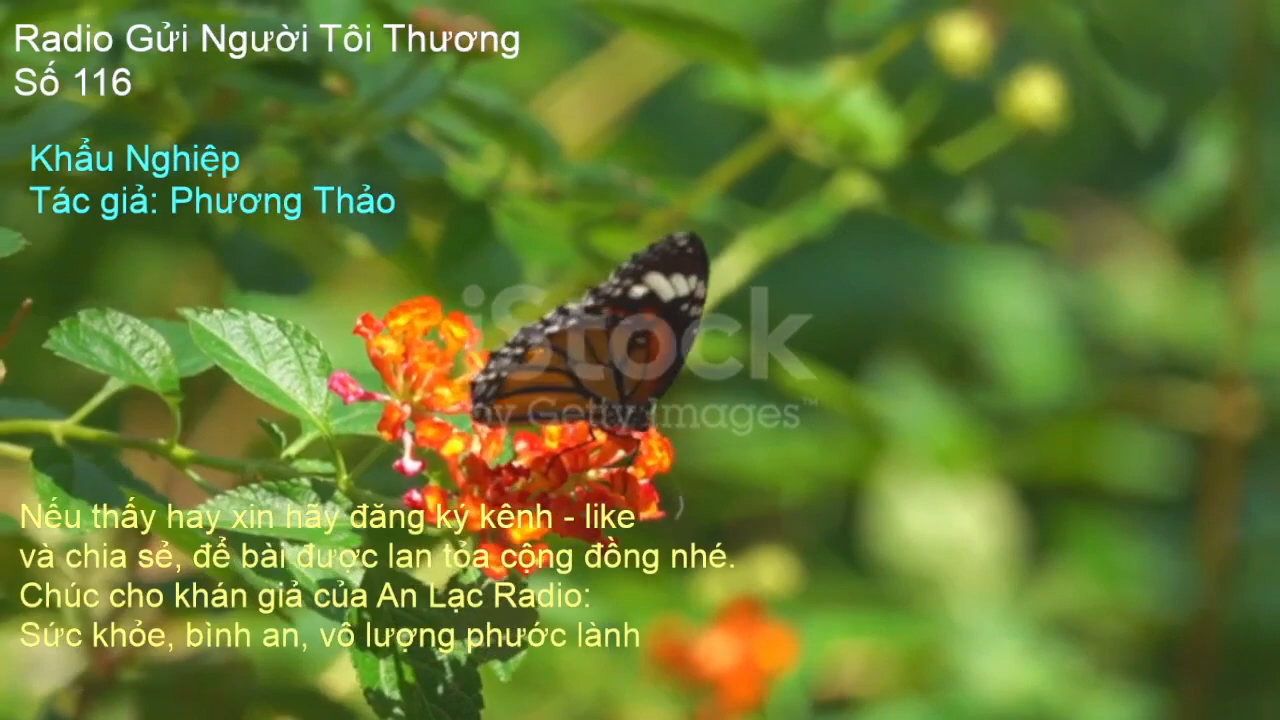 Radio Gửi Người Tôi Thương
Số 116
Khẩu Nghiệp
Tác giả: Phương Thảo
iStock
by Getty Images™
Nếu thấy hay xin hãy đăng ký kênh - like
và chia sẻ, để bài được lan tỏa cộng đồng nhé.
Chúc cho khán giả của An Lạc Radio:
Sức khỏe, bình an, vô lượng phước lành